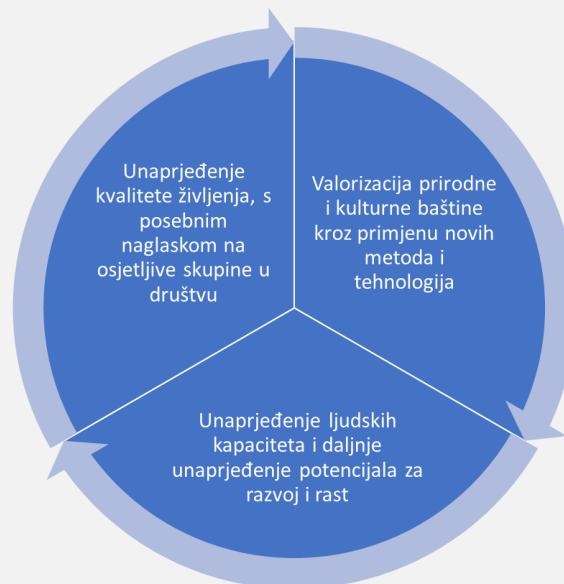 Unaprjeđenje
kvalitete življenja, s
posebnim
naglaskom na
osjetljive skupine u
društvu
Valorizacija prirodne
i kulturne baštine
kroz primjenu novih
metoda i
tehnologija
Unaprjeđenje ljudskih
kapaciteta i daljnje
unaprjeđenje potencijala za
razvoj i rast